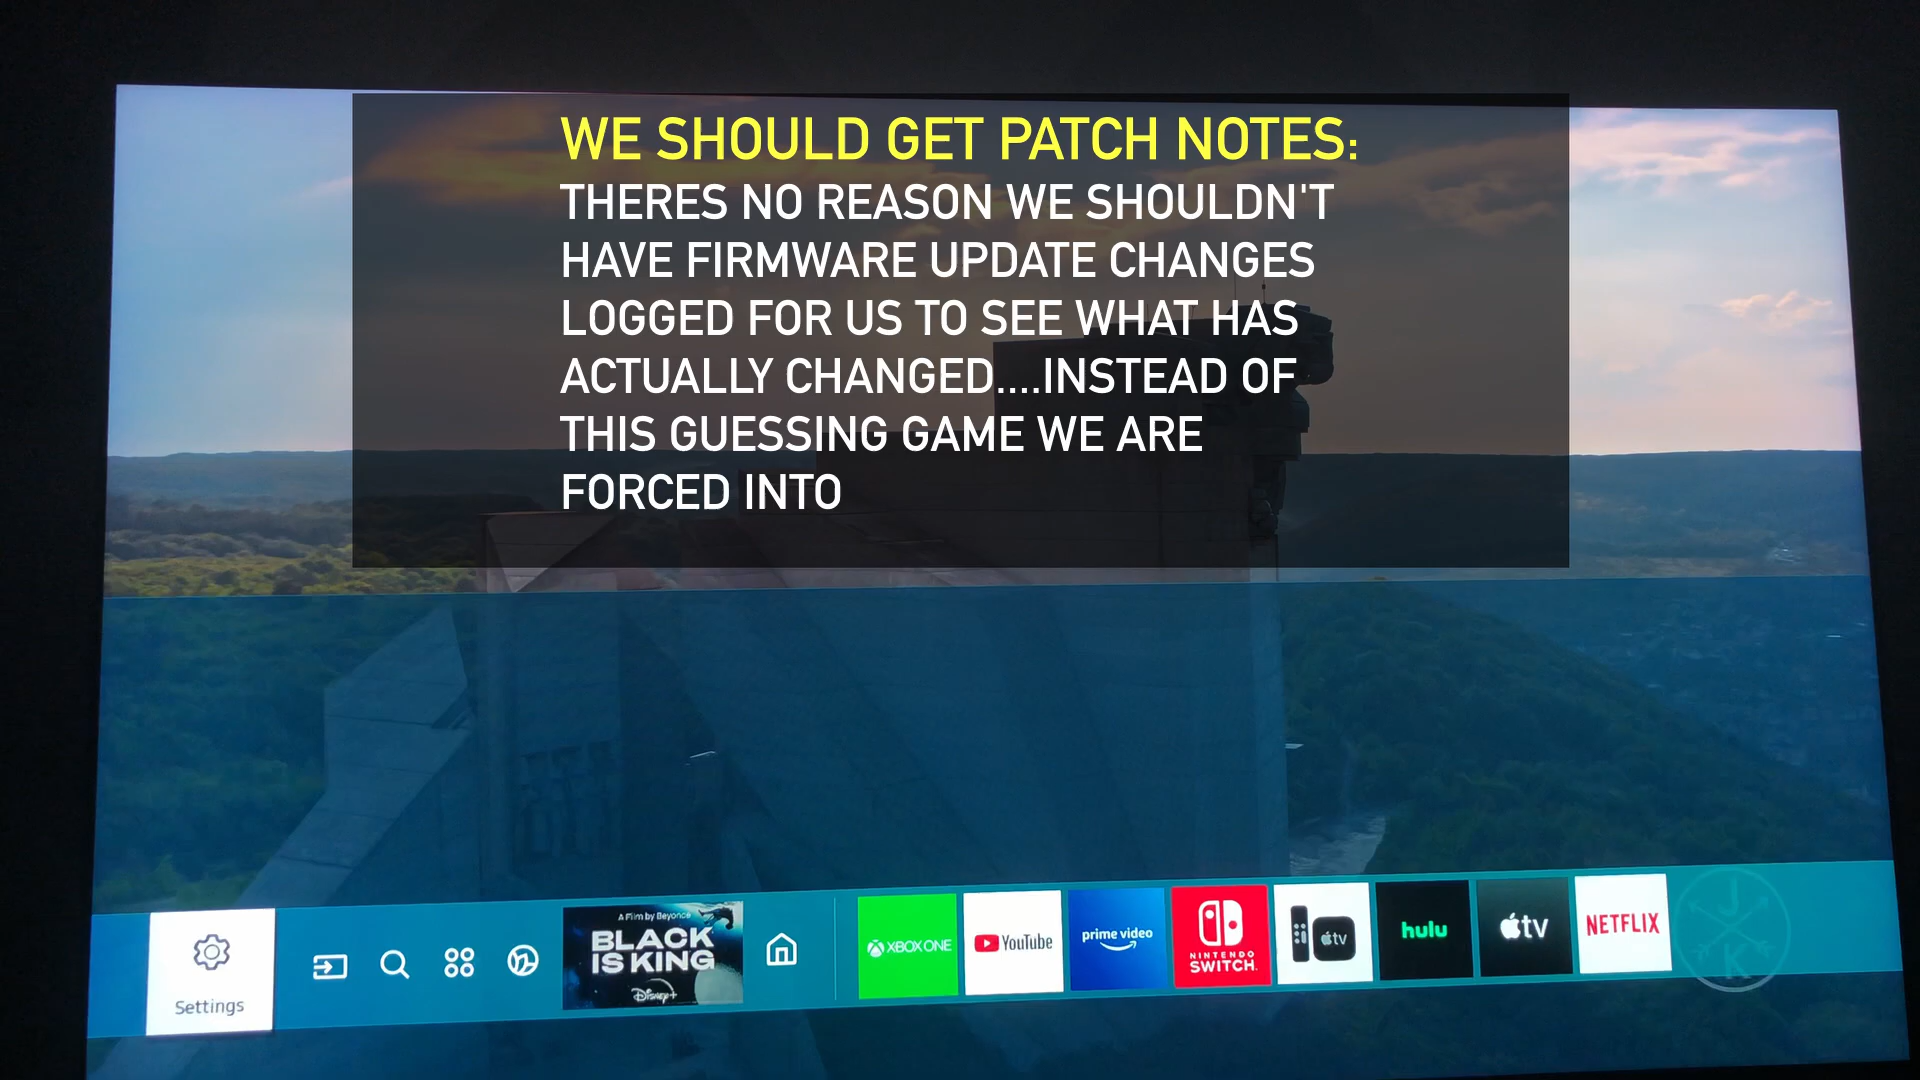 WE SHOULD GET PATCH NOTES:
THERES NO REASON WE SHOULDN'T
HAVE FIRMWARE UPDATE CHANGES
LOGGED FOR US TO SEE WHAT HAS
ACTUALLY CHANGED....INSTEAD OF
THIS GUESSING GAME WE ARE
FORCED INTO
Settings
A Film by Beyoncé
BLACK
IS KING
Disney+
XBOX ONE
YouTube
prime video
NINTENDO
SWITCH
tv
hulu
tv
NETFLIX
J
K